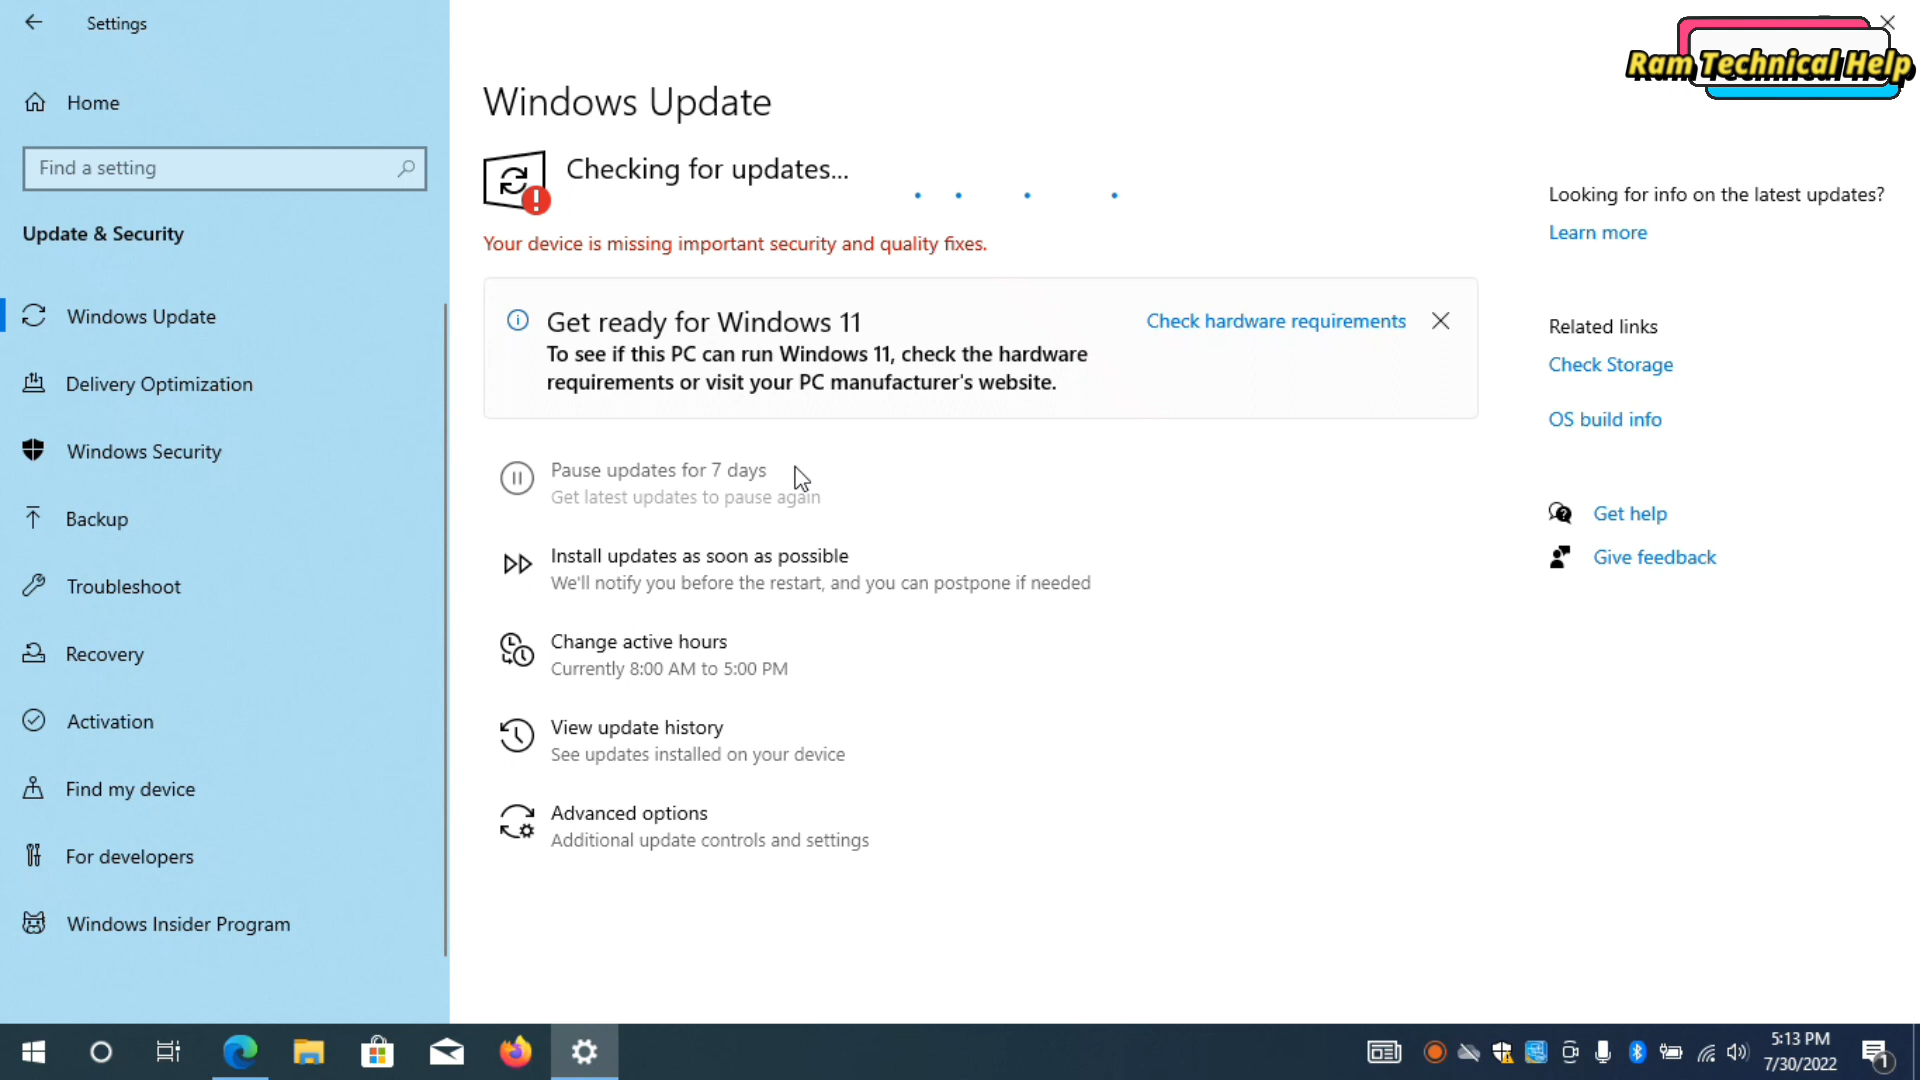 Settings
Ram Technical Help
Home
Find a setting
Update & Security
Windows Update
Delivery Optimization
Windows Security
Backup
Troubleshoot
Recovery
Activation
Find my device
For developers
Windows Insider Program
Windows Update
Checking for updates...
Your device is missing important security and quality fixes.
Get ready for Windows 11
Check hardware requirements
To see if this PC can run Windows 11, check the hardware
requirements or visit your PC manufacturer's website.
Pause updates for 7 days
Get latest updates to pause again
Install updates as soon as possible
We'll notify you before the restart, and you can postpone if needed
Change active hours
Currently 8:00 AM to 5:00 PM
View update history
See updates installed on your device
Advanced options
Additional update controls and settings
Looking for info on the latest updates?
Learn more
Related links
Check Storage
OS build info
Get help
Give feedback
5:13 PM
7/30/2022
1